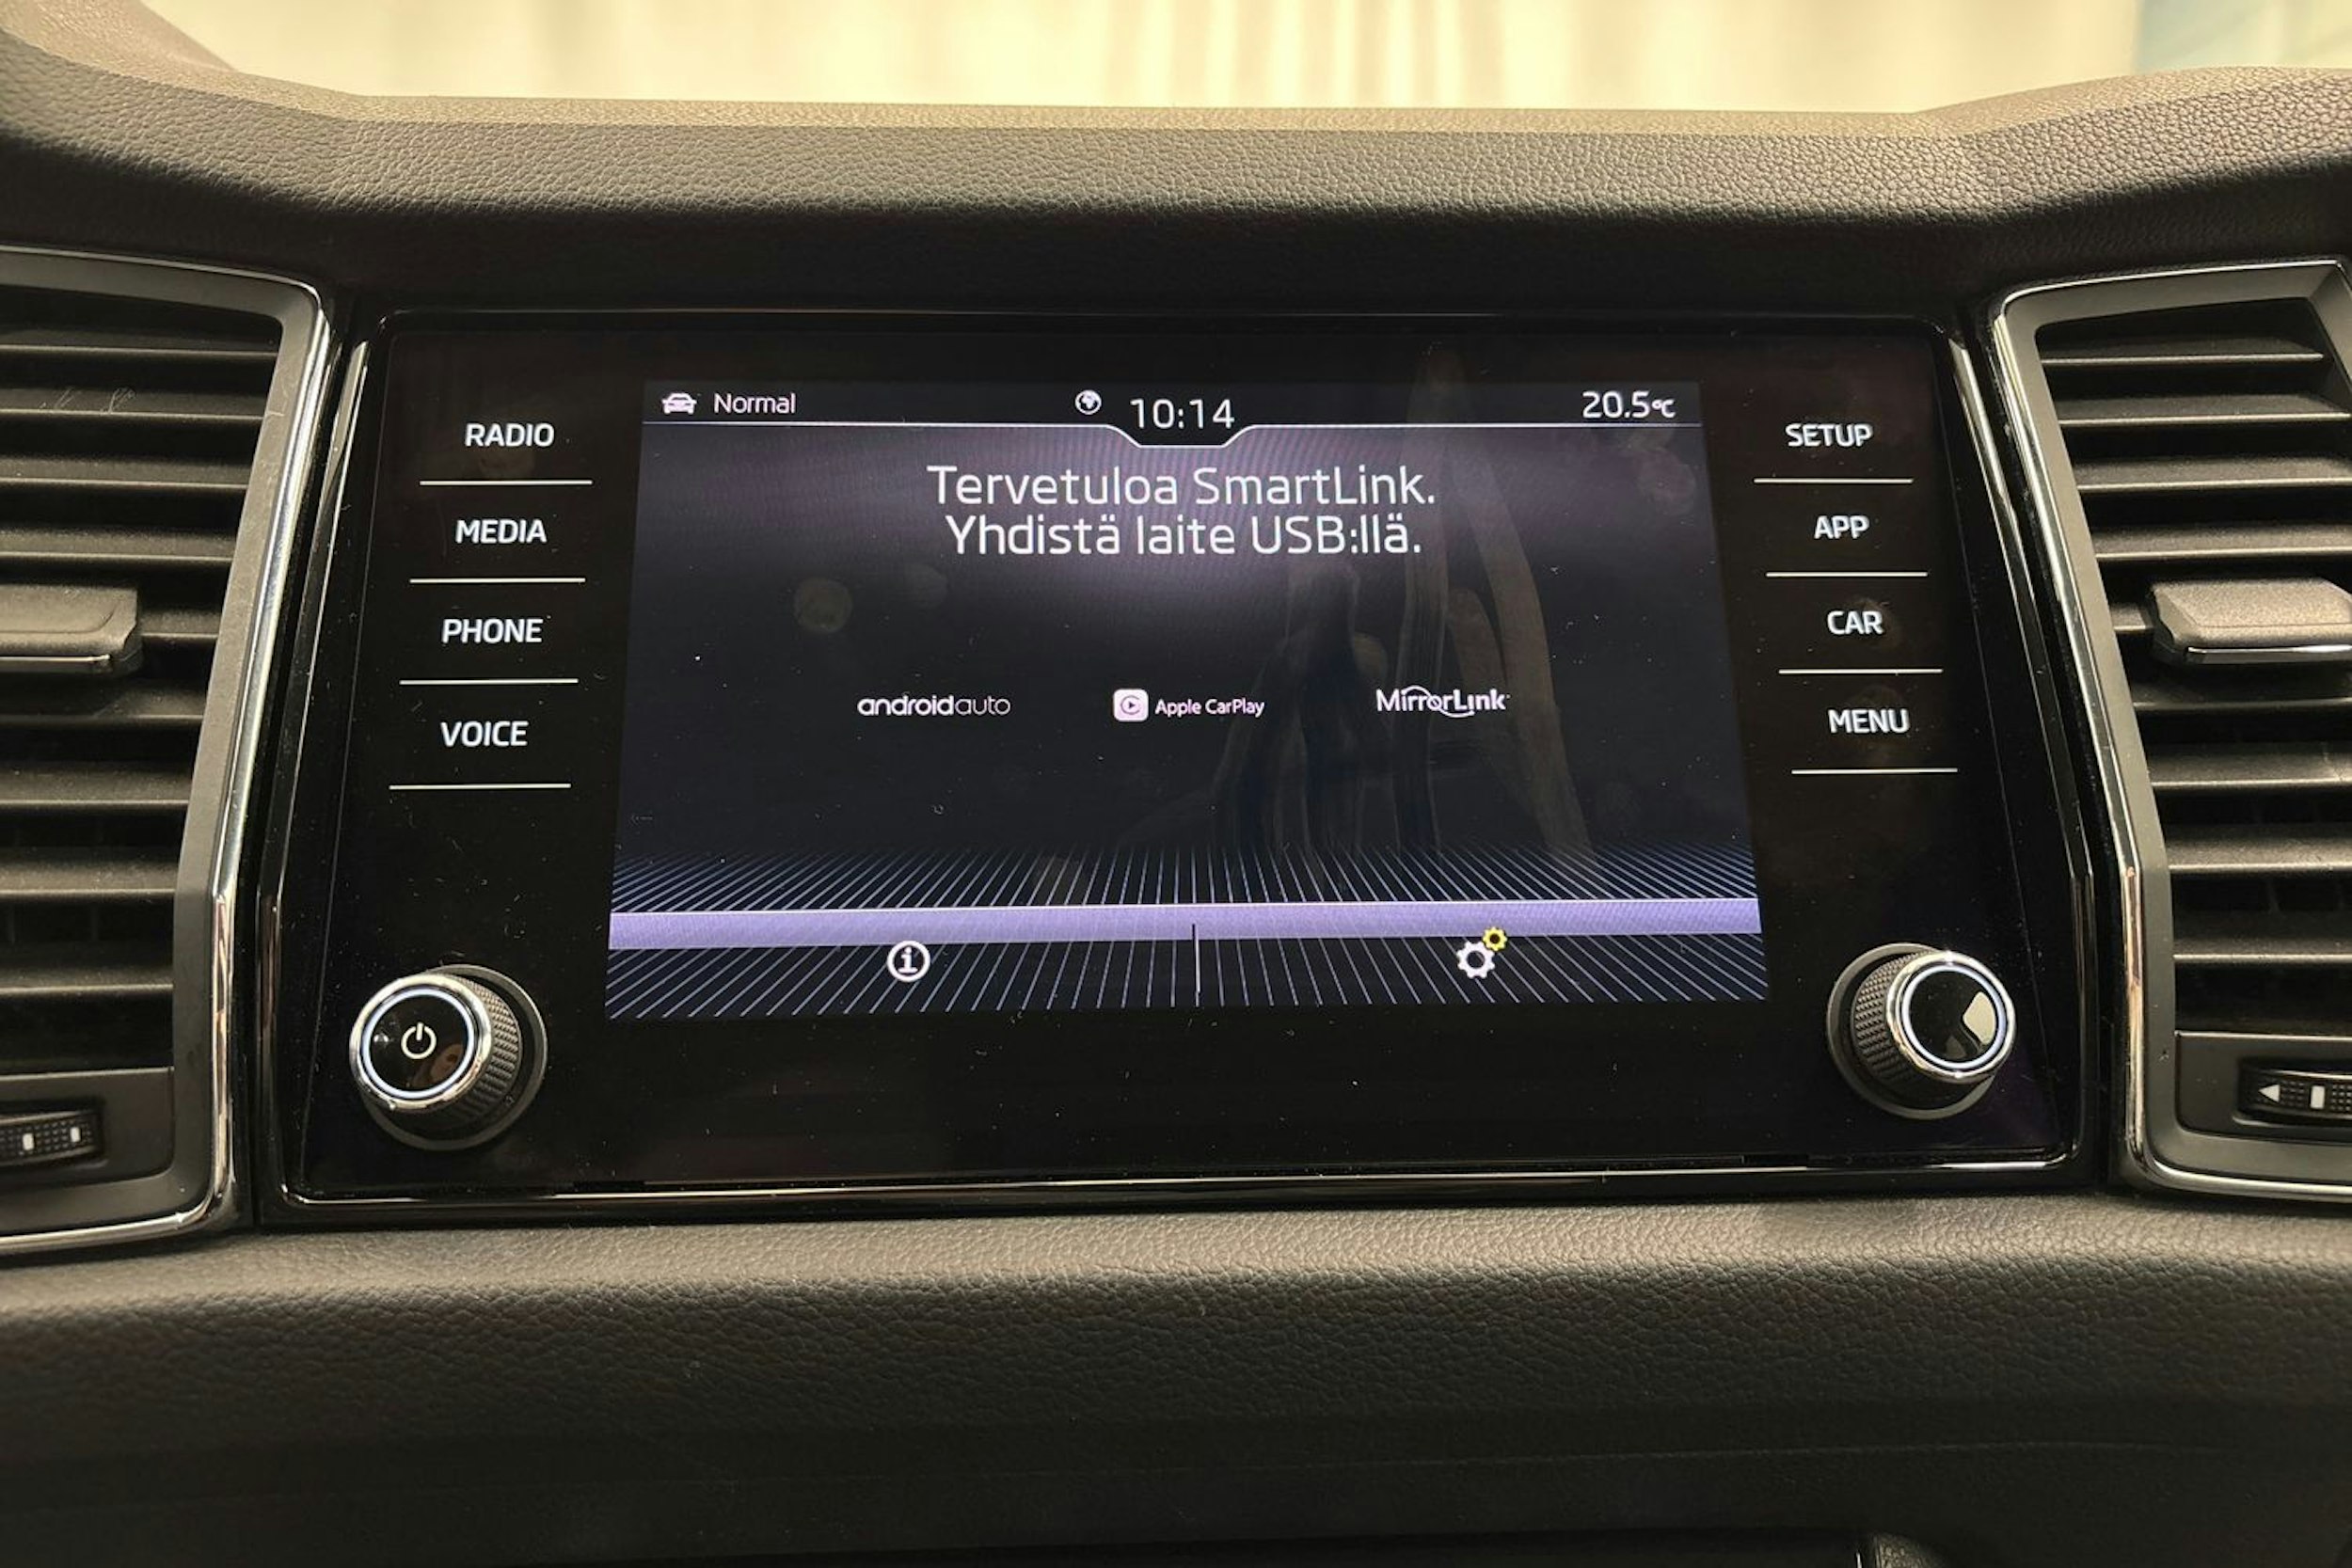 Normal
10:14
20.5°C
RADIO
MEDIA
PHONE
VOICE
Tervetuloa SmartLink.
Yhdistä laite USB:llä.
androidauto
Apple CarPlay
MirrorLink
SETUP
APP
CAR
MENU